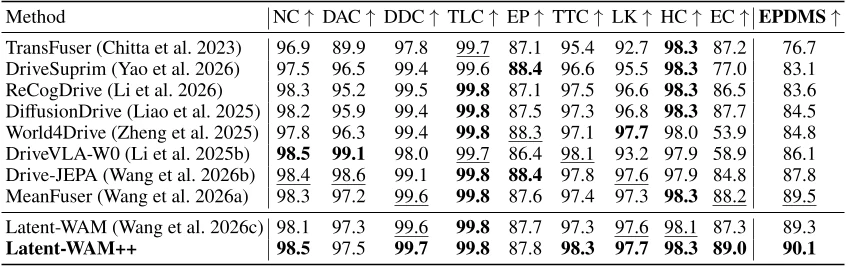 Method NC ↑ DAC ↑ DDC ↑ TLC ↑ EP ↑ TTC ↑ LK ↑ HC ↑ EC ↑ EPDMS ↑
TransFuser (Chitta et al. 2023) 96.9 89.9 97.8 99.7 87.1 95.4 92.7 98.3 87.2 76.7
DriveSuprim (Yao et al. 2026) 97.5 96.5 99.4 99.6 88.4 96.6 95.5 98.3 77.0 83.1
ReCogDrive (Li et al. 2026) 98.3 95.2 99.5 99.8 87.1 97.5 96.6 98.3 86.5 83.6
DiffusionDrive (Liao et al. 2025) 98.2 95.9 99.4 99.8 87.5 97.3 96.8 98.3 87.7 84.5
World4Drive (Zheng et al. 2025) 97.8 96.3 99.4 99.8 88.3 97.1 97.7 98.0 53.9 84.8
DriveVLA-W0 (Li et al. 2025b) 98.5 99.1 98.0 99.7 86.4 98.1 93.2 97.9 58.9 86.1
Drive-JEPA (Wang et al. 2026b) 98.4 98.6 99.1 99.8 88.4 97.8 97.6 97.9 84.8 87.8
MeanFuser (Wang et al. 2026a) 98.3 97.2 99.6 99.8 87.6 97.4 97.3 98.3 88.2 89.5
Latent-WAM (Wang et al. 2026c) 98.1 97.3 99.6 99.8 87.7 97.3 97.6 98.1 87.3 89.3
Latent-WAM++ 98.5 97.5 99.7 99.8 87.8 98.3 97.7 98.3 89.0 90.1